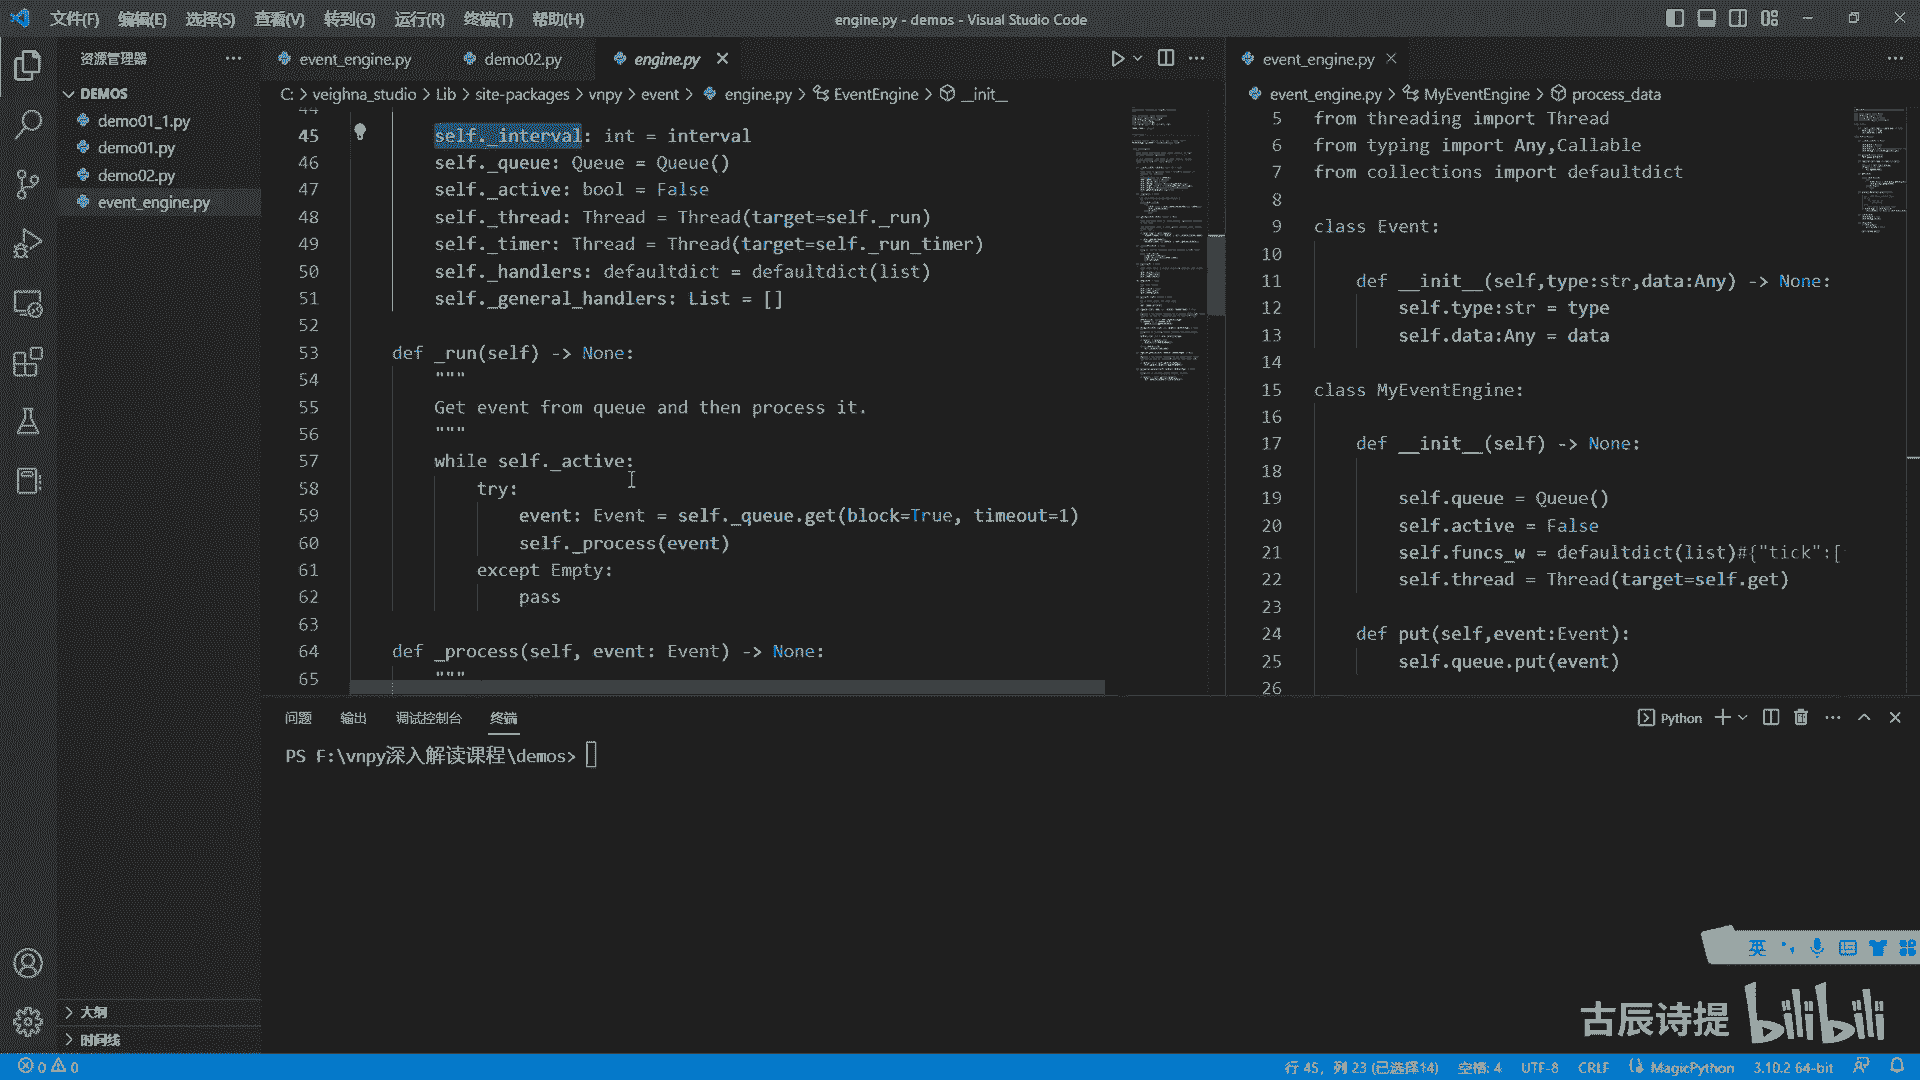 文件(F) 编辑(E) 选择(S) 查看(V) 转到(G) 运行(R) 终端(T) 帮助(H)
engine.py - demos - Visual Studio Code
资源管理器
DEMOS
demo01_1.py
demo01.py
demo02.py
event_engine.py
大纲
时间线
event_engine.py demo02.py engine.py
C: > veighna_studio > Lib > site-packages > vnpy > event > engine.py > EventEngine > __init__
44
45 self._interval: int = interval
46 self._queue: Queue = Queue()
47 self._active: bool = False
48 self._thread: Thread = Thread(target=self._run)
49 self._timer: Thread = Thread(target=self._run_timer)
50 self._handlers: defaultdict = defaultdict(list)
51 self._general_handlers: List = []
52
53 def _run(self) -> None:
54 """
55 Get event from queue and then process it.
56 """
57 while self._active:
58 try:
59 event: Event = self._queue.get(block=True, timeout=1)
60 self._process(event)
61 except Empty:
62 pass
63
64 def _process(self, event: Event) -> None:
65 """
event_engine.py
event_engine.py > MyEventEngine > process_data
5 from threading import Thread
6 from typing import Any,Callable
7 from collections import defaultdict
8
9 class Event:
10
11 def __init__(self,type:str,data:Any) -> None:
12 self.type:str = type
13 self.data:Any = data
14
15 class MyEventEngine:
16
17 def __init__(self) -> None:
18
19 self.queue = Queue()
20 self.active = False
21 self.funcs_w = defaultdict(list)#{"tick":[
22 self.thread = Thread(target=self.get)
23
24 def put(self,event:Event):
25 self.queue.put(event)
26
问题 输出 调试控制台 终端
Python
PS F:\vnpy深入解读课程\demos>
英
古辰诗提 bilibili
0 0
行 45，列 23 (已选择14) 空格: 4 UTF-8 CRLF MagicPython 3.10.2 64-bit